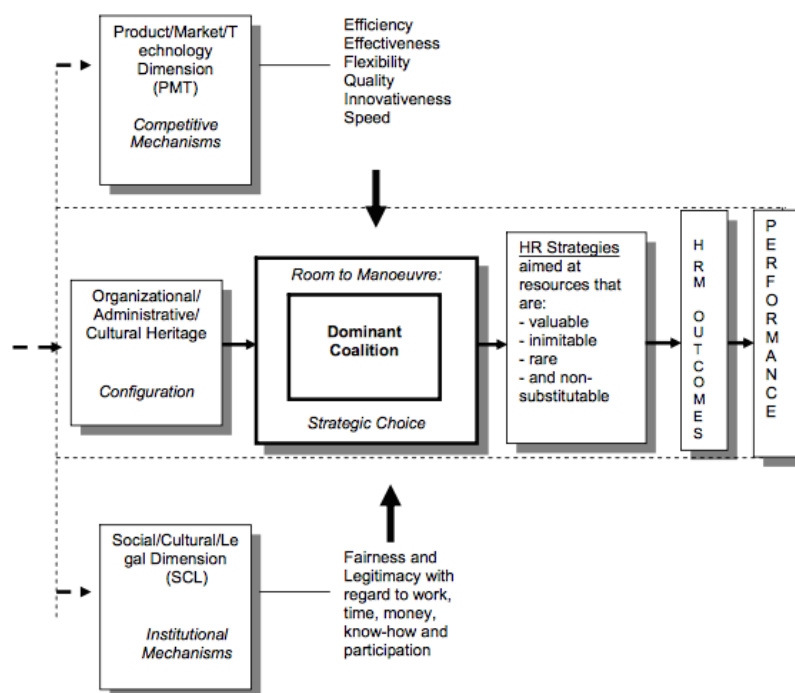 Product/Market/T
echnology
Dimension
(PMT)
Competitive
Mechanisms
Efficiency
Effectiveness
Flexibility
Quality
Innovativeness
Speed
Organizational/
Administrative/
Cultural Heritage
Configuration
Room to Manoeuvre:
Dominant
Coalition
Strategic Choice
HR Strategies
aimed at
resources that
are:
- valuable
- inimitable
- rare
- and non-
substitutable
HRM OUTCOMES
PERFORMANCE
Social/Cultural/Le
gal Dimension
(SCL)
Institutional
Mechanisms
Fairness and
Legitimacy with
regard to work,
time, money,
know-how and
participation